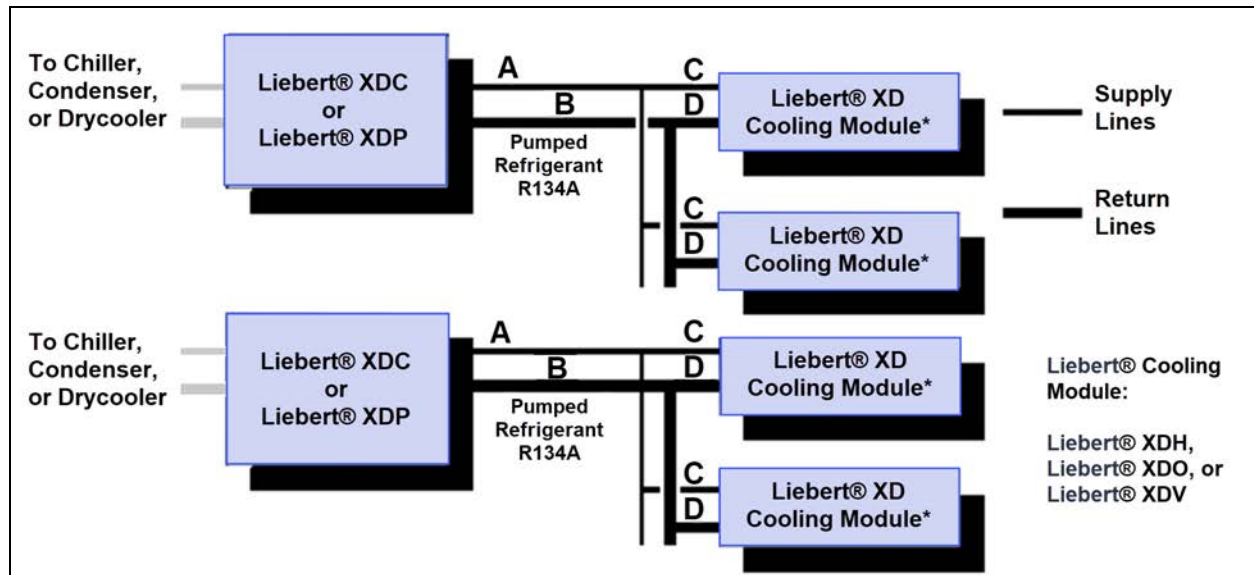 To Chiller,
Condenser,
or Drycooler
Liebert® XDC
or
Liebert® XDP
A
B
Pumped
Refrigerant
R134A
C
D
Liebert® XD
Cooling Module*
C
D
Liebert® XD
Cooling Module*
Supply
Lines
Return
Lines
To Chiller,
Condenser,
or Drycooler
Liebert® XDC
or
Liebert® XDP
A
B
Pumped
Refrigerant
R134A
C
D
Liebert® XD
Cooling Module*
C
D
Liebert® XD
Cooling Module*
Liebert® Cooling
Module:
Liebert® XDH,
Liebert® XDO, or
Liebert® XDV